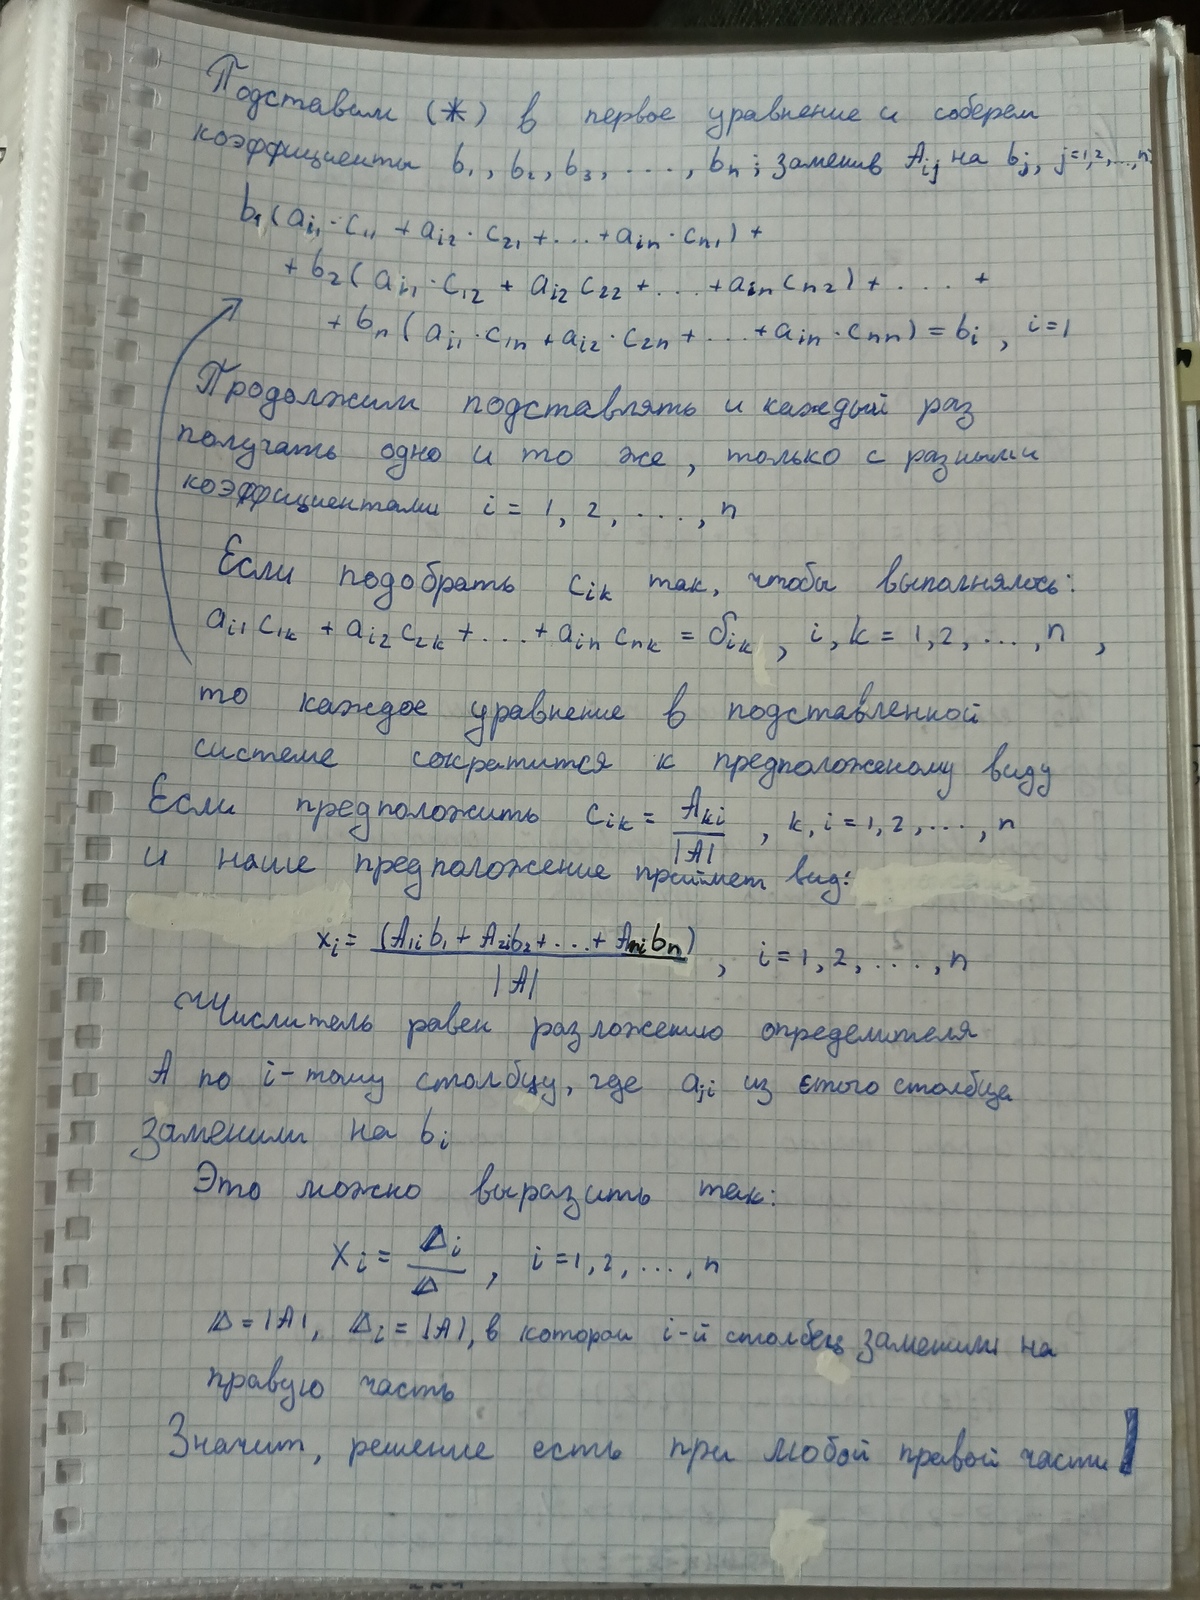 Подставим (*) в первое уравнение и соберем
коэффициенты b₁, b₂, b₃, ...., bₙ; заменив Aᵢⱼ на bⱼ, j=1,2,...,n
b₁(aᵢ₁·c₁₁ + aᵢ₂·c₂₁ +...+ aᵢₙ·cₙ₁) +
+ b₂(aᵢ₁·c₁₂ + aᵢ₂c₂₂ +...+ aᵢₙcₙ₂) + .... +
+ bₙ(aᵢ₁·c₁ₙ + aᵢ₂·c₂ₙ +...+ aᵢₙ·cₙₙ) = bᵢ, i=1
Продолжим подставлять и каждый раз
получать одно и то же, только с разными
коэффициентами i = 1, 2, ...., n
Если подобрать cᵢₖ так, чтобы выполнялось:
aᵢ₁c₁ₖ + aᵢ₂c₂ₖ +...+ aᵢₙcₙₖ = δᵢₖ, i, k = 1, 2, ..., n,
то каждое уравнение в подставленной
системе сократится к предположеному виду
Если предположить cᵢₖ = Aₖᵢ/|A|, k, i = 1, 2, ..., n
и наше предположение приймет вид:
xᵢ = (A₁ᵢb₁ + A₂ᵢb₂ +...+ Aₙᵢbₙ)/|A|, i = 1, 2, ...., n
Числитель равен разложению определителя
A по i-тому столбцу, где aⱼᵢ из етого столбца
заменили на bᵢ
Это можно выразить так:
xᵢ = Δᵢ/Δ, i = 1, 2, ..., n
Δ = |A|, Δᵢ = |A|, в котором i-й столбец заменили на
правую часть
Значит, решение есть при любой правой части